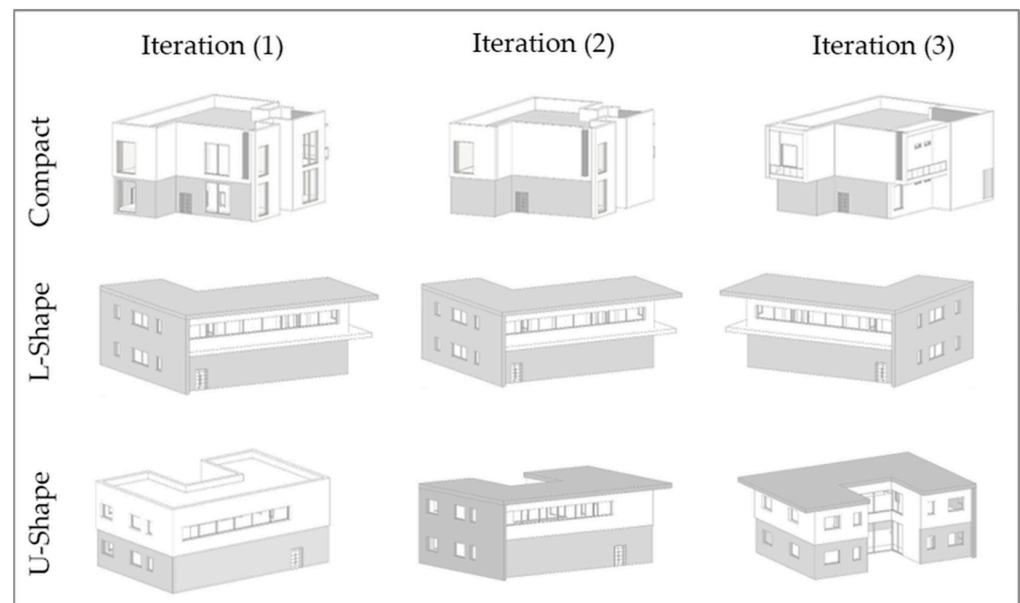 Iteration (1)
Iteration (2)
Iteration (3)
Compact
L-Shape
U-Shape